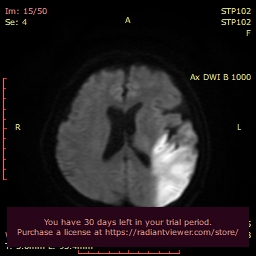 Im: 15/50
Se: 4
A
STP102
STP102
F
Ax DWI B 1000
R
L
You have 30 days left in your trial period.
Purchase a license at https://radiantviewer.com/store/